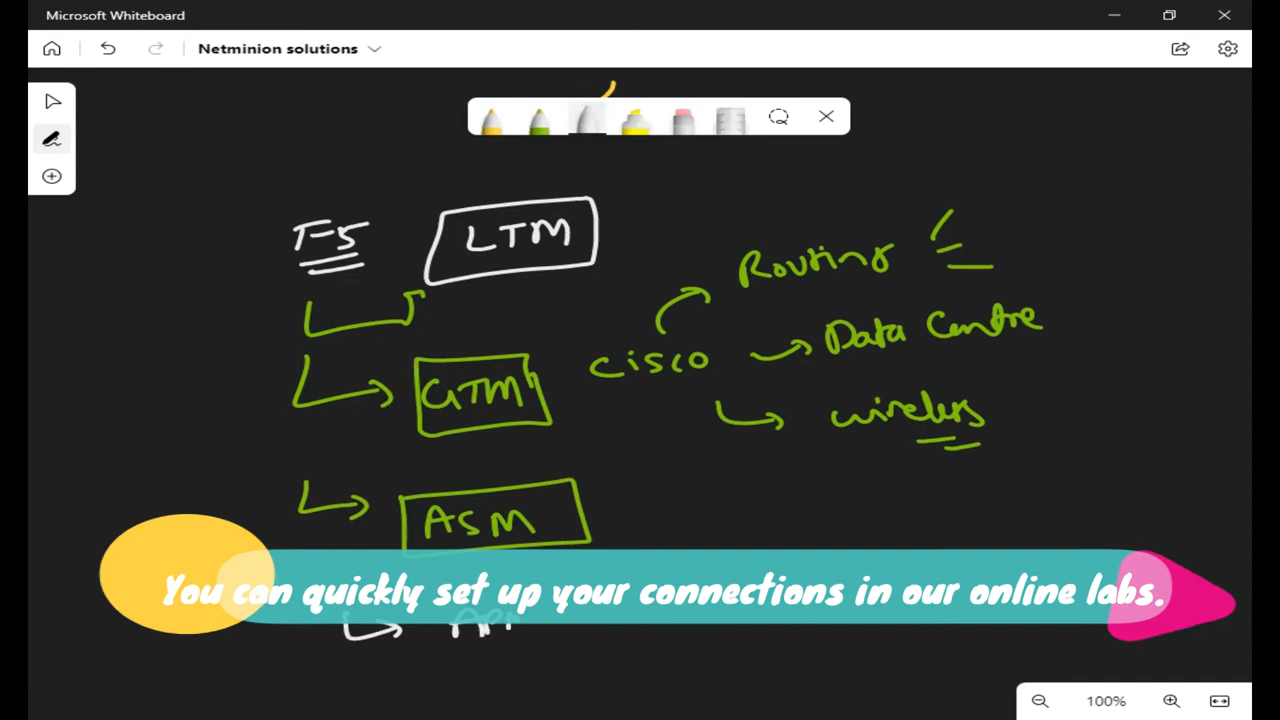 Microsoft Whiteboard
Netminion solutions
F5 LTM
Routing
Data Centre
Cisco
GTM
wireless
ASM
You can quickly set up your connections in our online labs.
100%